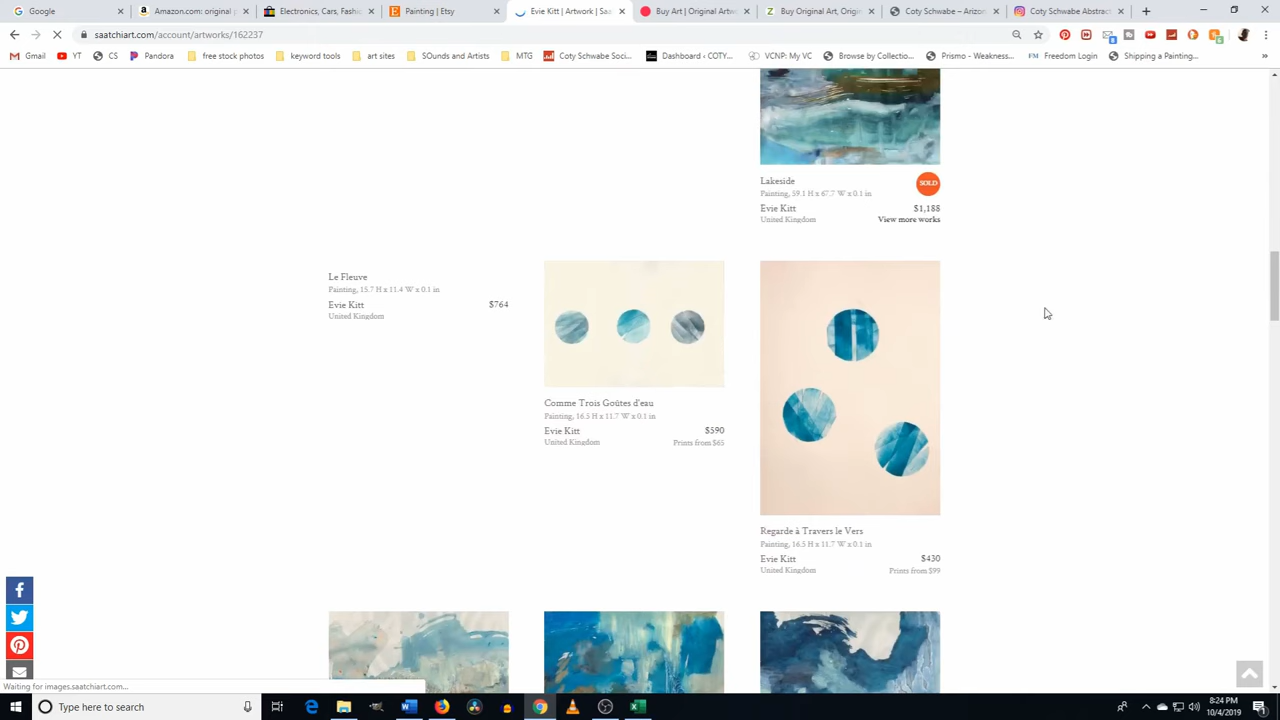 Google
Amazon.com: original p
Electronics, Cars, Fashio
Painting | Etsy
Evie Kitt | Artwork | Saa
Buy Art | Original Artwo
Buy Original Art, Origin
Coty Schwabe – Arizon
Coty Schwabe Abstract
saatchiart.com/account/artworks/162237
Gmail
YT
CS
Pandora
free stock photos
keyword tools
art sites
SOunds and Artists
MTG
Coty Schwabe Soci...
Dashboard ‹ COTY...
VCNP: My VC
Browse by Collectio...
Prismo - Weakness...
Freedom Login
Shipping a Painting...
Lakeside
SOLD
Painting, 59.1 H x 67.7 W x 0.1 in
Evie Kitt $1,188
United Kingdom View more works
Le Fleuve
Painting, 15.7 H x 11.4 W x 0.1 in
Evie Kitt $764
United Kingdom
Comme Trois Goûtes d'eau
Painting, 16.5 H x 11.7 W x 0.1 in
Evie Kitt $590
United Kingdom Prints from $65
Regarde à Travers le Vers
Painting, 16.5 H x 11.7 W x 0.1 in
Evie Kitt $430
United Kingdom Prints from $99
Waiting for images.saatchiart.com...
Type here to search
8:24 PM
10/4/2019